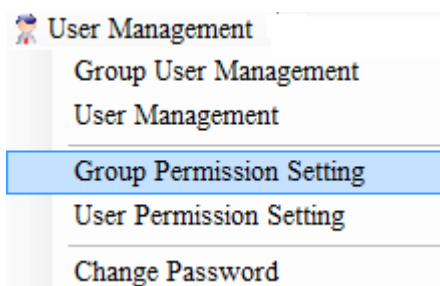 User Management
Group User Management
User Management
Group Permission Setting
User Permission Setting
Change Password